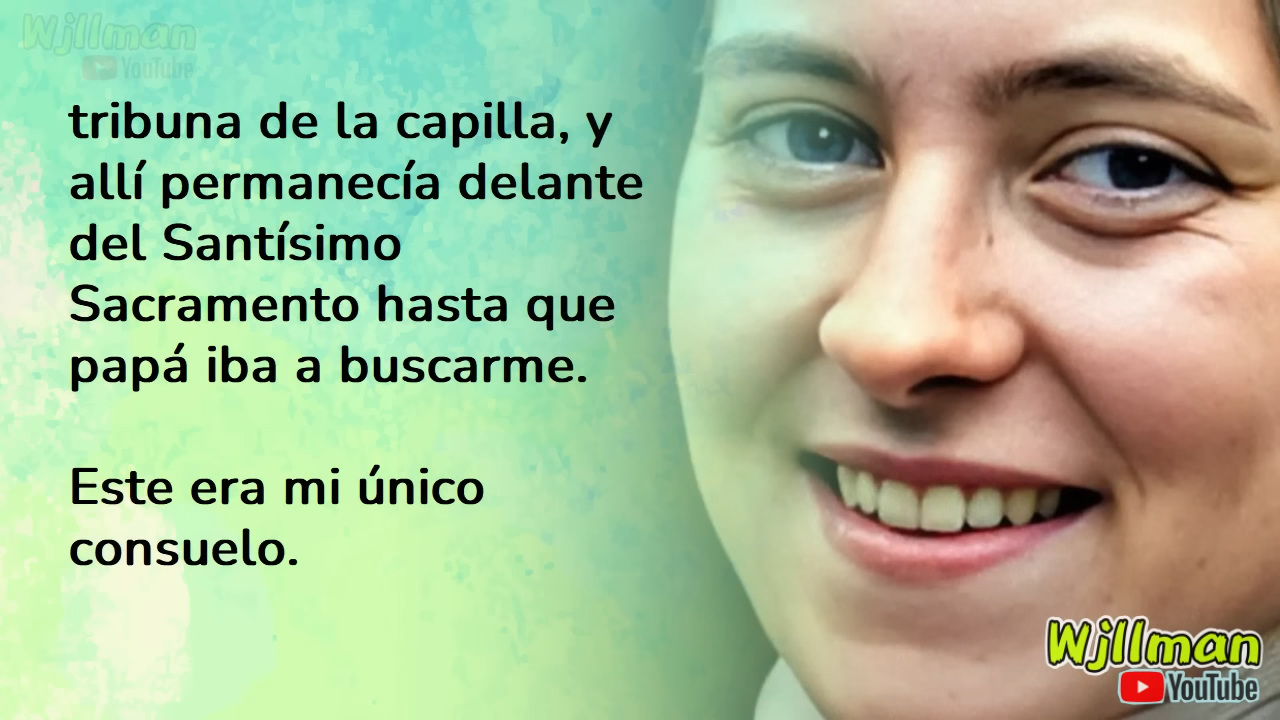 Wjllman
YouTube
tribuna de la capilla, y
allí permanecía delante
del Santísimo
Sacramento hasta que
papá iba a buscarme.
Este era mi único
consuelo.
Wjllman
YouTube